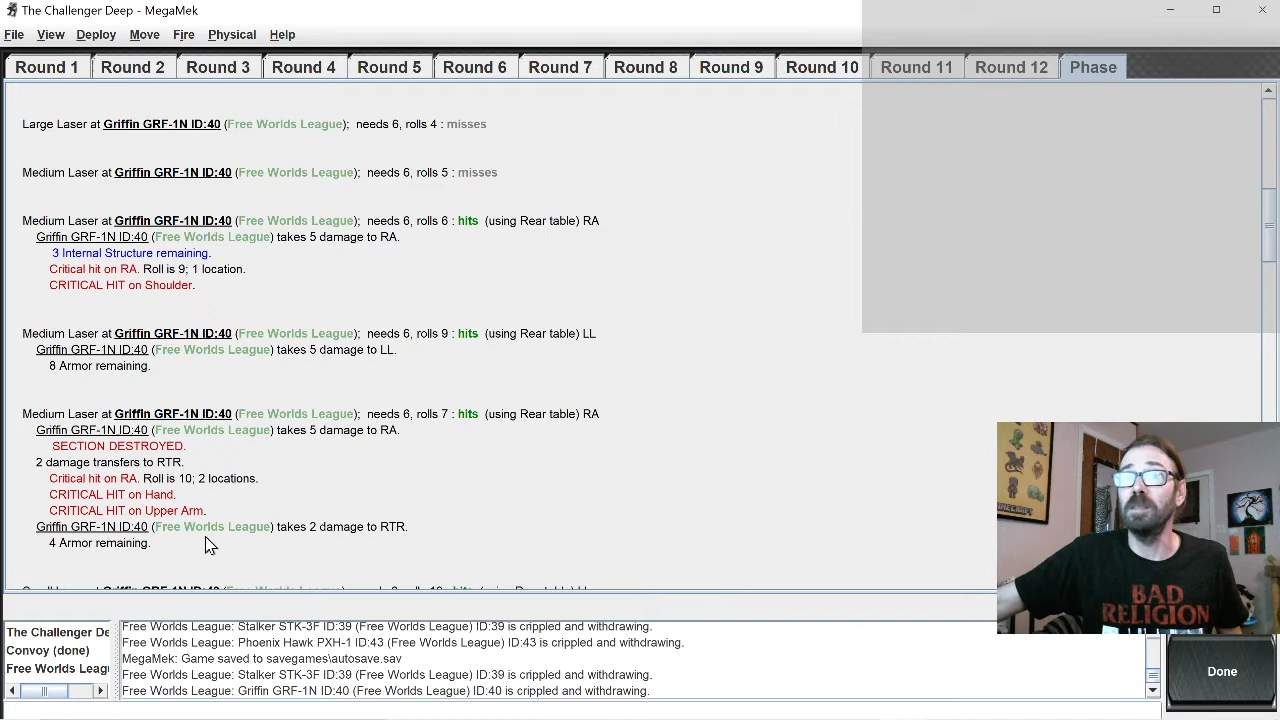 The Challenger Deep - MegaMek
File View Deploy Move Fire Physical Help
Round 1 Round 2 Round 3 Round 4 Round 5 Round 6 Round 7 Round 8 Round 9 Round 10 Round 11 Round 12 Phase
Large Laser at Griffin GRF-1N ID:40 (Free Worlds League); needs 6, rolls 4 : misses
Medium Laser at Griffin GRF-1N ID:40 (Free Worlds League); needs 6, rolls 5 : misses
Medium Laser at Griffin GRF-1N ID:40 (Free Worlds League); needs 6, rolls 6 : hits (using Rear table) RA
Griffin GRF-1N ID:40 (Free Worlds League) takes 5 damage to RA.
3 Internal Structure remaining.
Critical hit on RA. Roll is 9; 1 location.
CRITICAL HIT on Shoulder.
Medium Laser at Griffin GRF-1N ID:40 (Free Worlds League); needs 6, rolls 9 : hits (using Rear table) LL
Griffin GRF-1N ID:40 (Free Worlds League) takes 5 damage to LL.
8 Armor remaining.
Medium Laser at Griffin GRF-1N ID:40 (Free Worlds League); needs 6, rolls 7 : hits (using Rear table) RA
Griffin GRF-1N ID:40 (Free Worlds League) takes 5 damage to RA.
SECTION DESTROYED.
2 damage transfers to RTR.
Critical hit on RA. Roll is 10; 2 locations.
CRITICAL HIT on Hand.
CRITICAL HIT on Upper Arm.
Griffin GRF-1N ID:40 (Free Worlds League) takes 2 damage to RTR.
4 Armor remaining.
BAD
RELIGION
The Challenger De
Convoy (done)
Free Worlds Leag
Free Worlds League: Stalker STK-3F ID:39 (Free Worlds League) ID:39 is crippled and withdrawing.
Free Worlds League: Phoenix Hawk PXH-1 ID:43 (Free Worlds League) ID:43 is crippled and withdrawing.
MegaMek: Game saved to savegames\autosave.sav
Free Worlds League: Stalker STK-3F ID:39 (Free Worlds League) ID:39 is crippled and withdrawing.
Free Worlds League: Griffin GRF-1N ID:40 (Free Worlds League) ID:40 is crippled and withdrawing.
Done